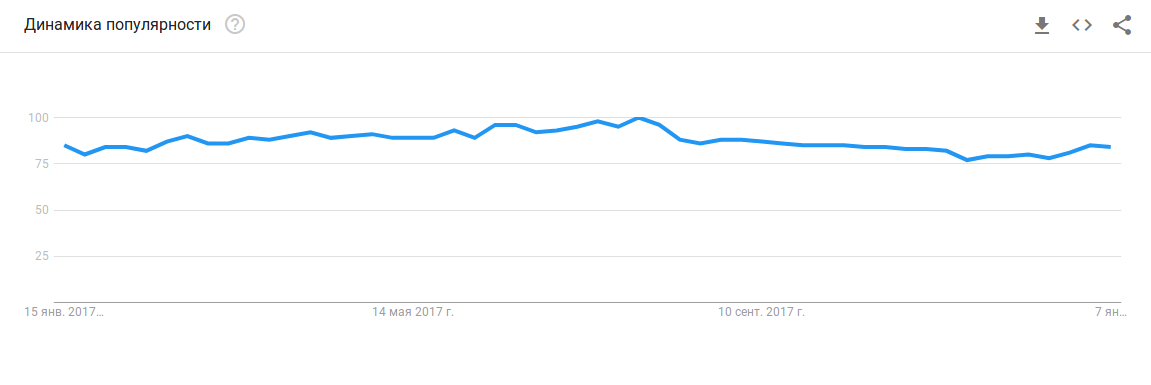 Динамика популярности ?
100
75
50
25
15 янв. 2017…
14 мая 2017 г.
10 сент. 2017 г.
7 ян…